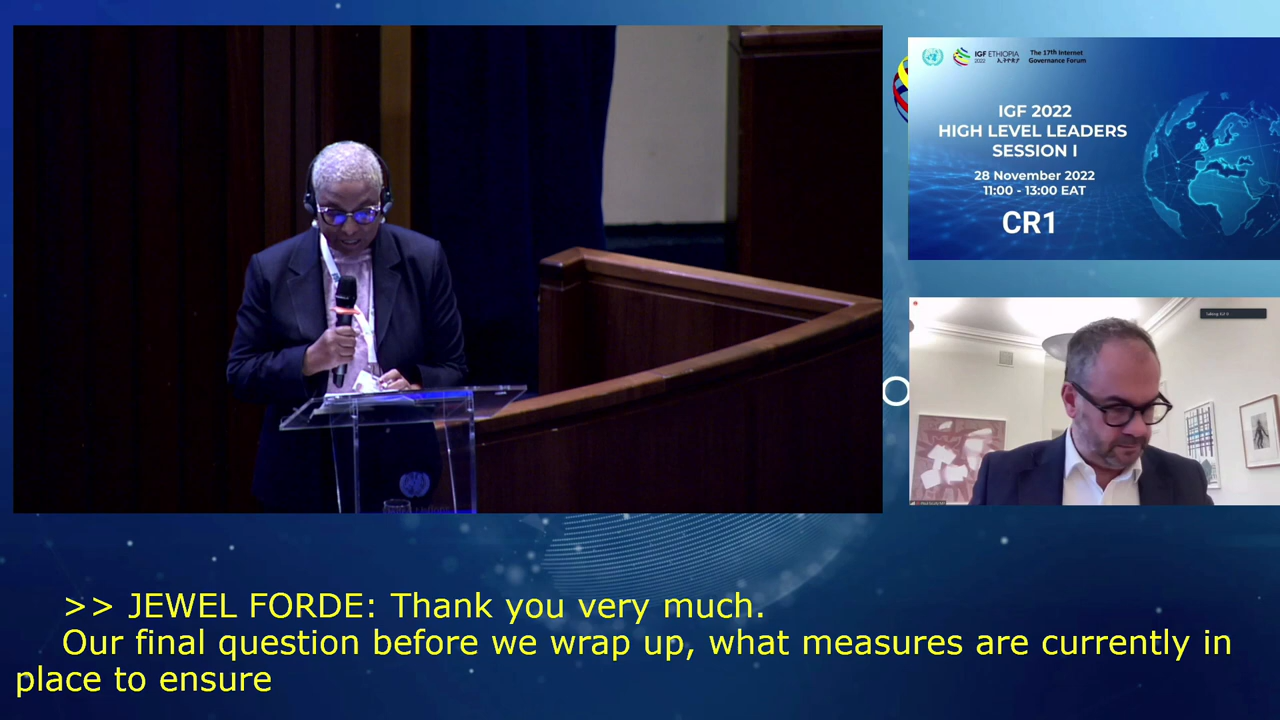 IGF ETHIOPIA
2022 ኢትዮጵያ
The 17th Internet
Governance Forum
IGF 2022
HIGH LEVEL LEADERS
SESSION I
28 November 2022
11:00 - 13:00 EAT
CR1
O
>> JEWEL FORDE: Thank you very much.
Our final question before we wrap up, what measures are currently in
place to ensure